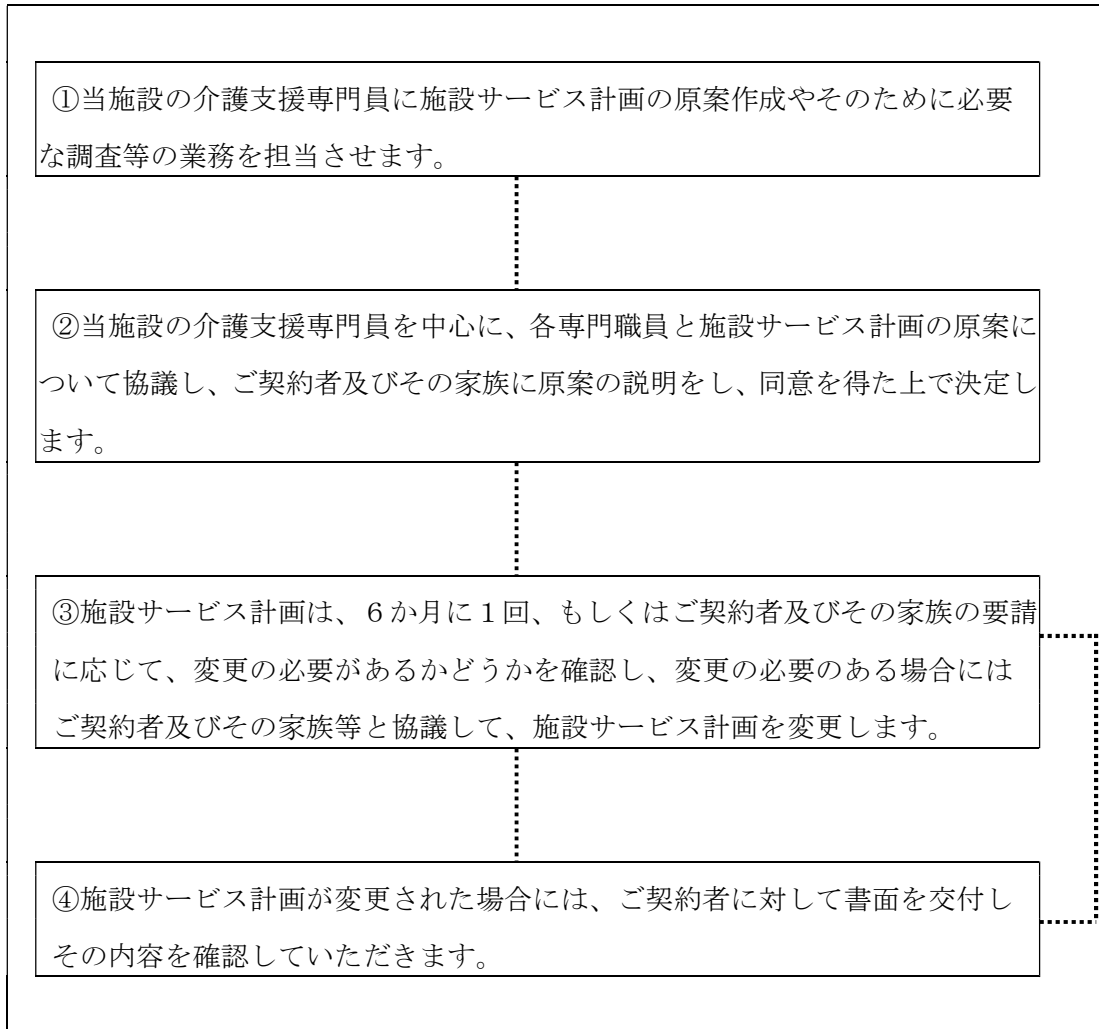 ①当施設の介護支援専門員に施設サービス計画の原案作成やそのために必要
な調査等の業務を担当させます。
②当施設の介護支援専門員を中心に、各専門職員と施設サービス計画の原案に
ついて協議し、ご契約者及びその家族に原案の説明をし、同意を得た上で決定し
ます。
③施設サービス計画は、６か月に１回、もしくはご契約者及びその家族の要請
に応じて、変更の必要があるかどうかを確認し、変更の必要のある場合には
ご契約者及びその家族等と協議して、施設サービス計画を変更します。
④施設サービス計画が変更された場合には、ご契約者に対して書面を交付し
その内容を確認していただきます。